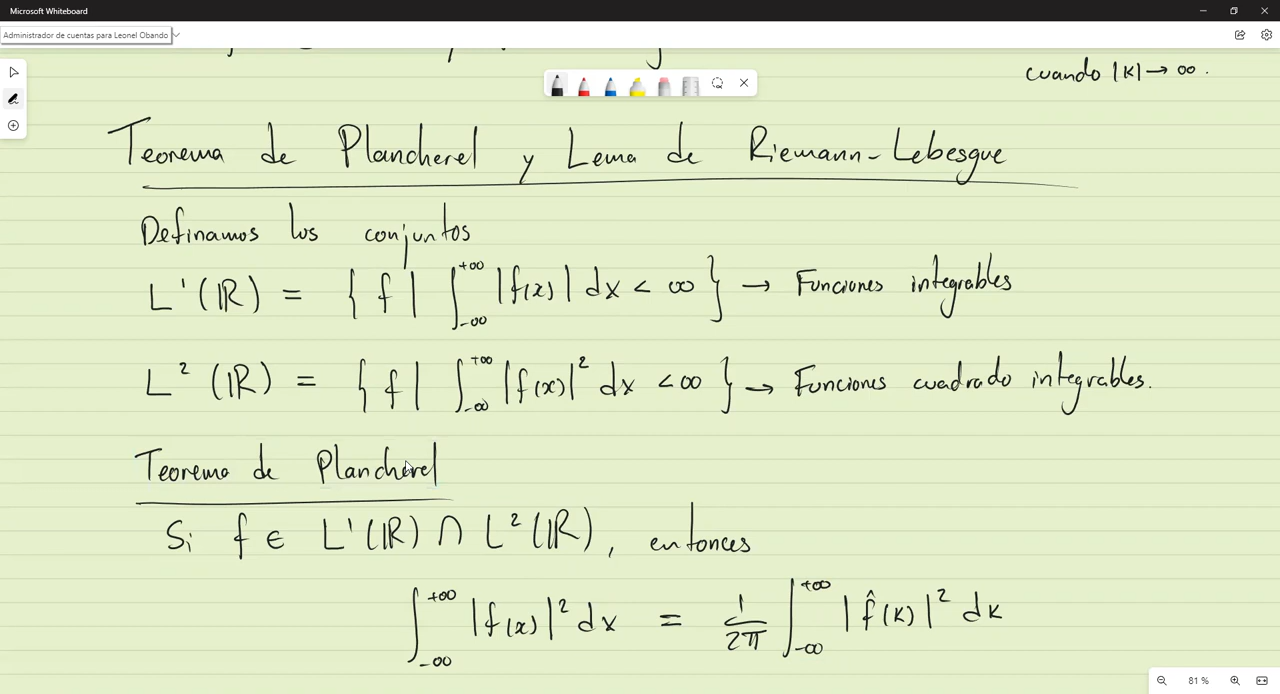 Microsoft Whiteboard
Administrador de cuentas para Leonel Obando
cuando |k| → ∞.
Teorema de Plancherel y Lema de Riemann-Lebesgue
Definamos los conjuntos
L¹(ℝ) = { f | ∫_{-∞}^{+∞} |f(x)| dx < ∞ } → Funciones integrables
L²(ℝ) = { f | ∫_{-∞}^{+∞} |f(x)|² dx < ∞ } → Funciones cuadrado integrables.
Teorema de Plancherel
Si f ∈ L¹(ℝ) ∩ L²(ℝ), entonces
∫_{-∞}^{+∞} |f(x)|² dx = 1/2π ∫_{-∞}^{+∞} |f̂(k)|² dk
81 %